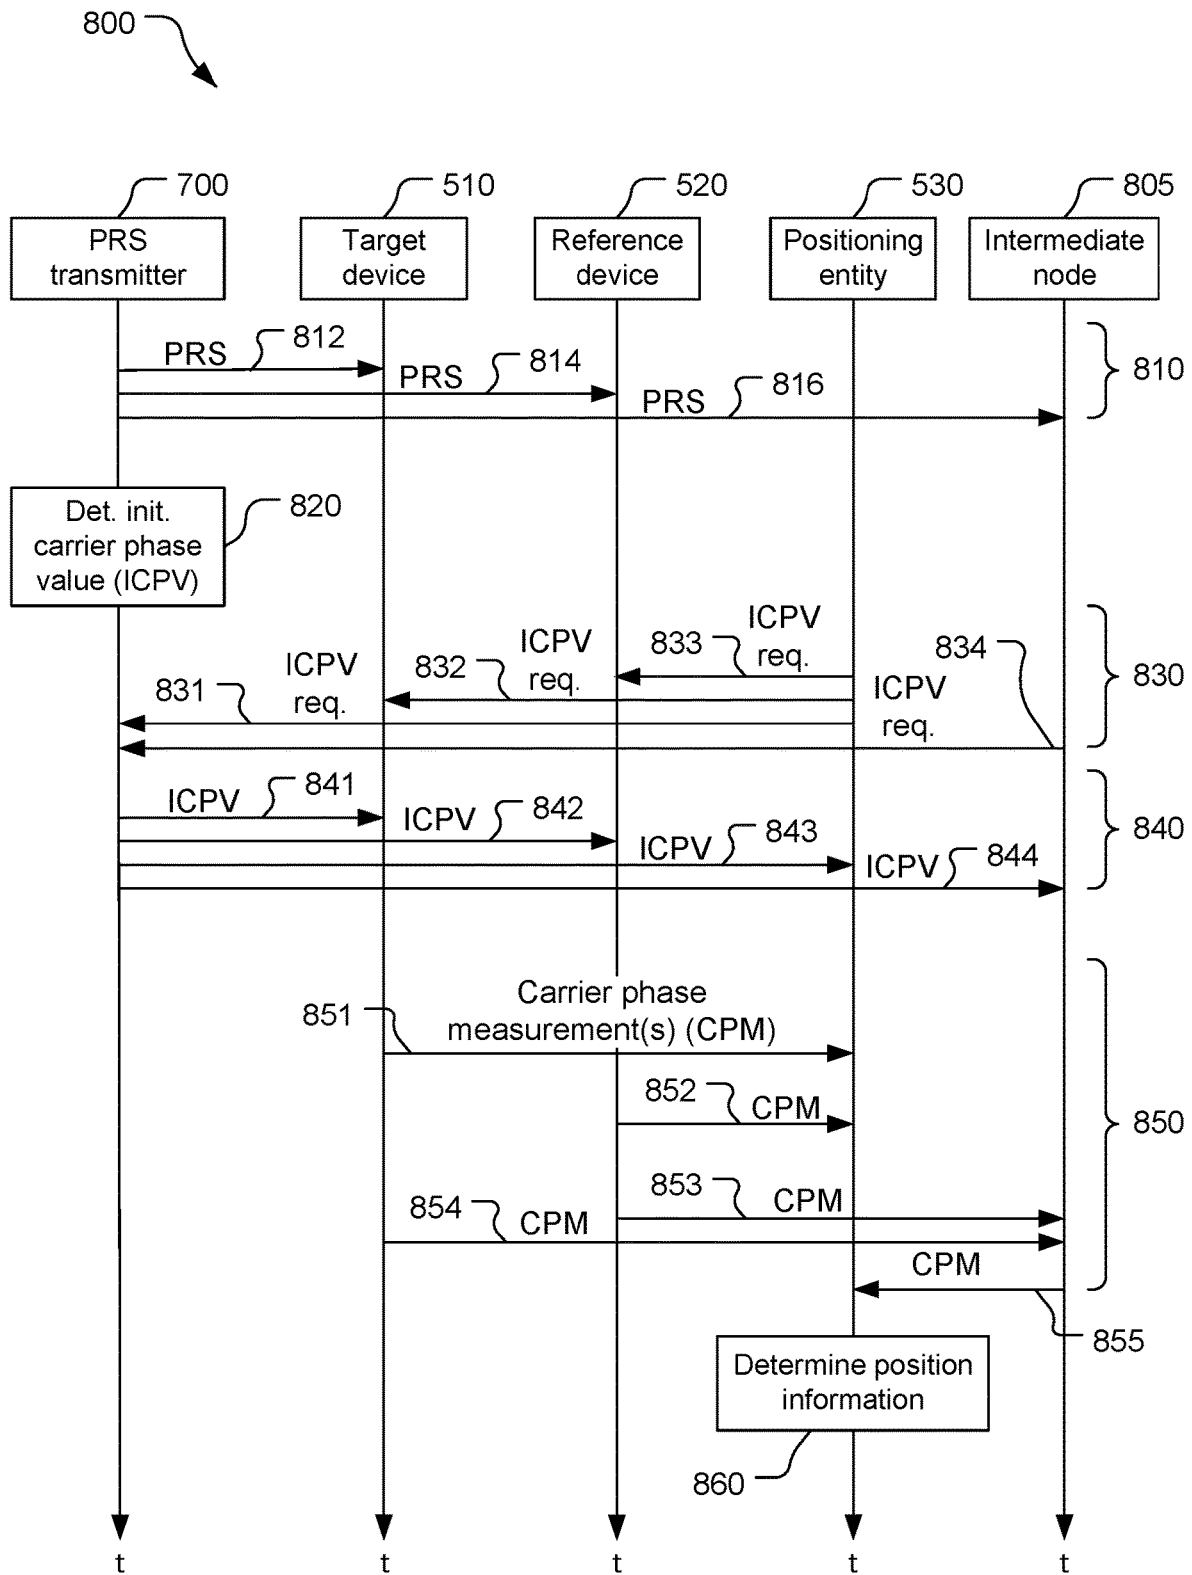 800
700
510
520
530
805
PRS
transmitter
Target
device
Reference
device
Positioning
entity
Intermediate
node
PRS
812
PRS
814
PRS
816
810
Det. init.
carrier phase
value (ICPV)
820
ICPV
req.
833
ICPV
req.
832
ICPV
req.
831
ICPV
req.
834
830
ICPV
841
ICPV
842
ICPV
843
ICPV
844
840
Carrier phase
measurement(s) (CPM)
851
852
CPM
853
CPM
854
CPM
CPM
855
850
Determine position
information
860
t
t
t
t
t